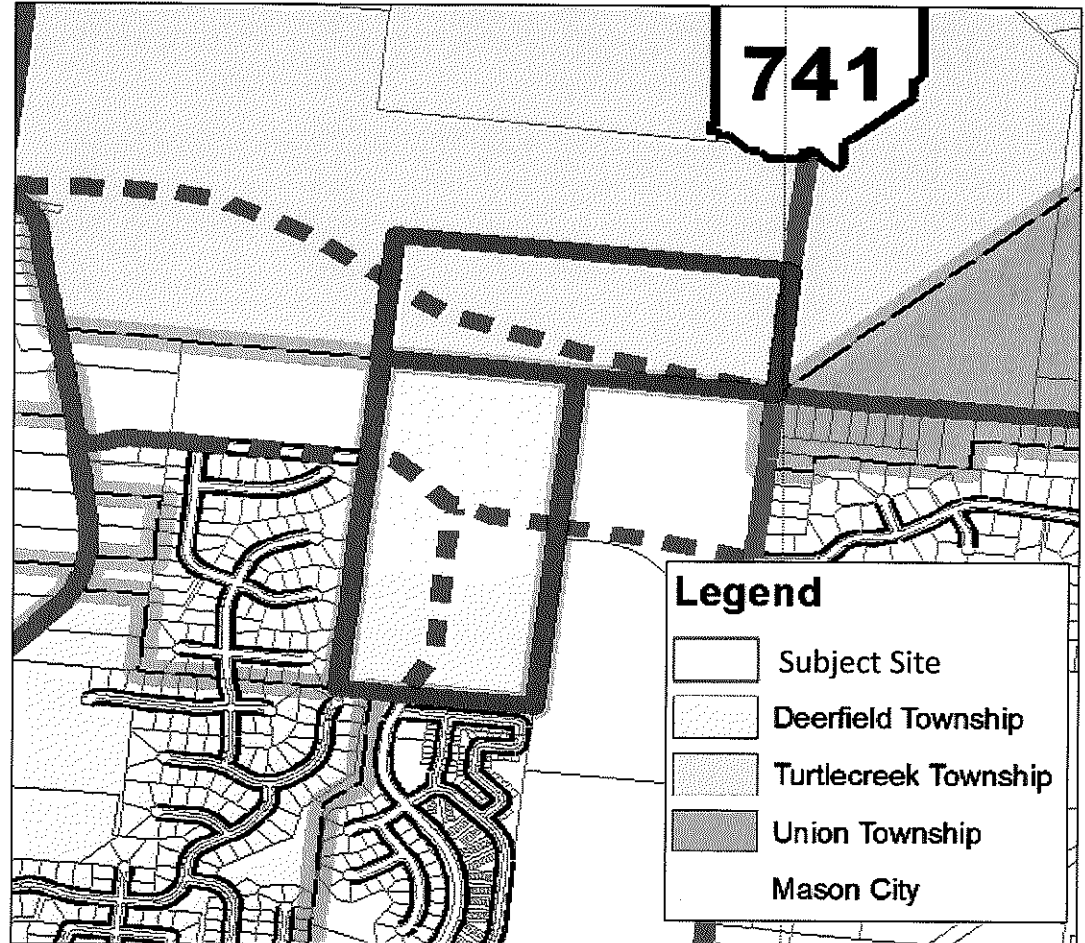 741
Legend
Subject Site
Deerfield Township
Turtlecreek Township
Union Township
Mason City